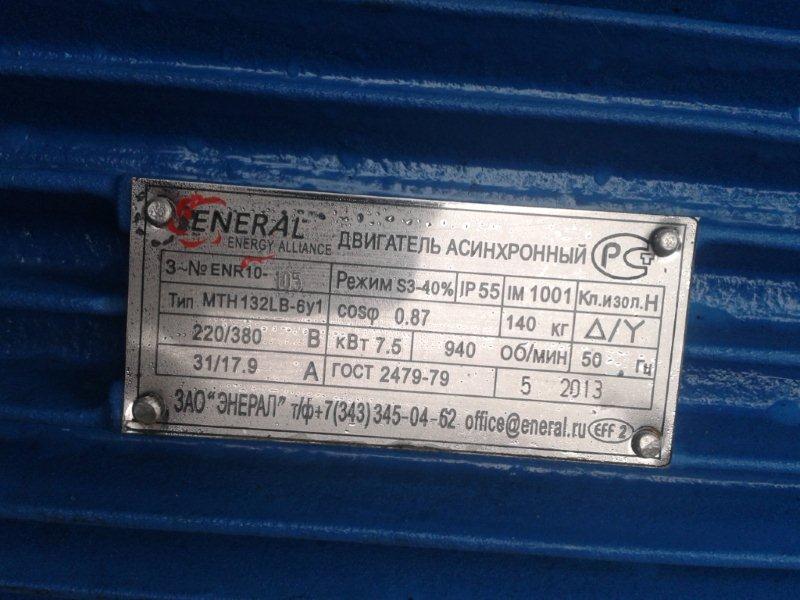 ENERAL
ENERGY ALLIANCE
ДВИГАТЕЛЬ АСИНХРОННЫЙ
РС+
3~№ ENR10-105 Режим S3-40% IP 55 IM 1001 Кл.изол.H
Тип МТН132LB-6у1 cosφ 0.87 140 кг Δ/Y
220/380 В кВт 7.5 940 Об/мин 50 Гц
31/17.9 А ГОСТ 2479-79 5 2013
ЗАО "ЭНЕРАЛ" т/ф+7(343)345-04-62 office@eneral.ru EFF 2